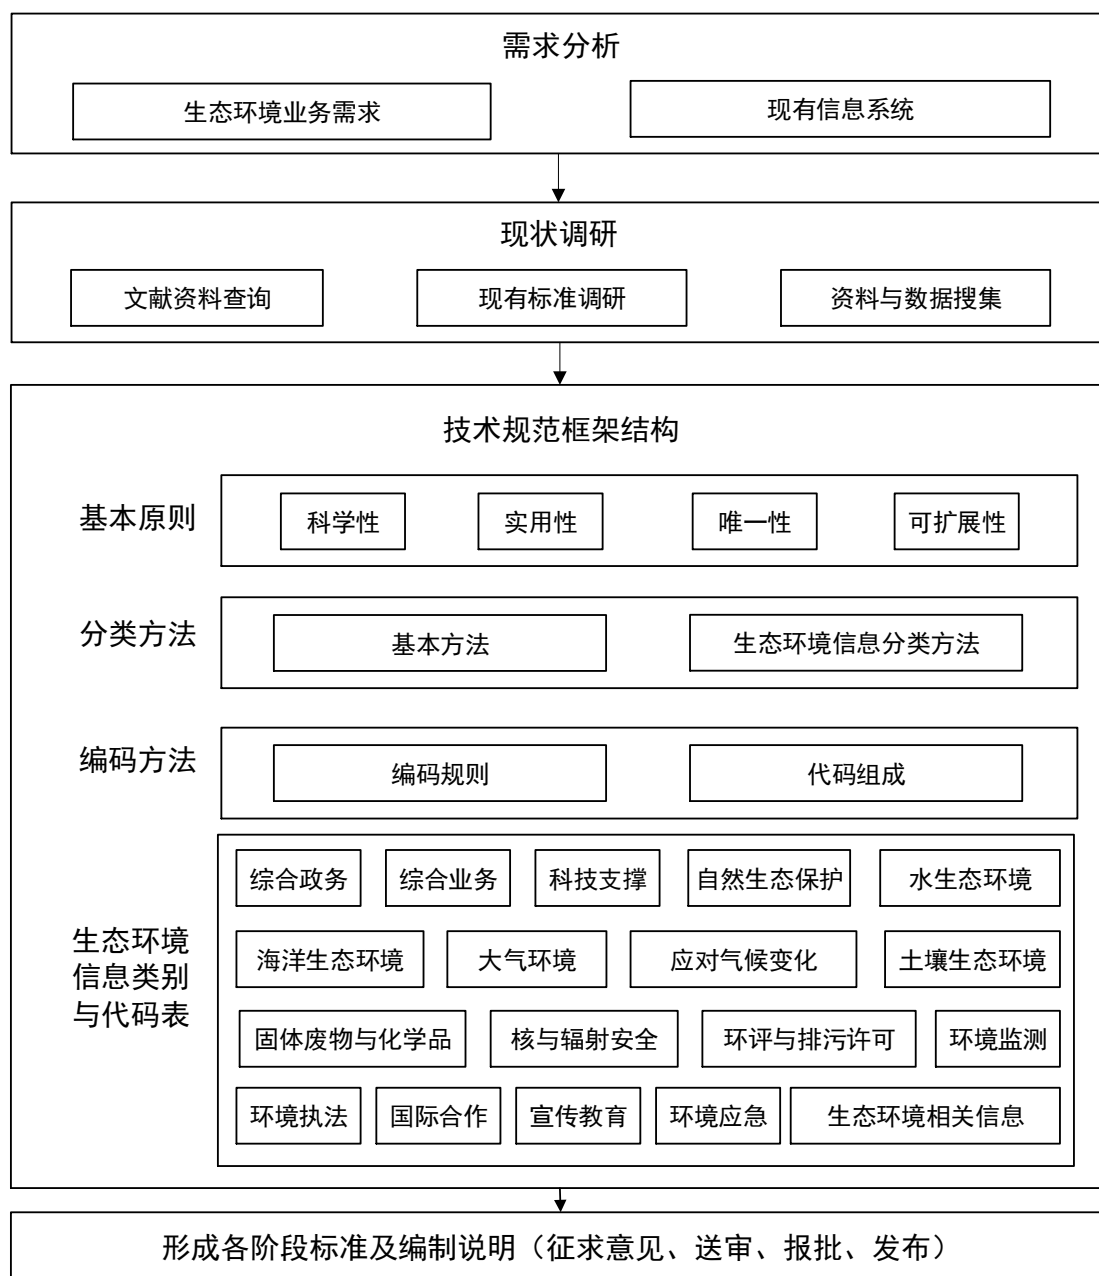 需求分析
生态环境业务需求
现有信息系统
现状调研
文献资料查询
现有标准调研
资料与数据搜集
技术规范框架结构
基本原则
科学性
实用性
唯一性
可扩展性
分类方法
基本方法
生态环境信息分类方法
编码方法
编码规则
代码组成
生态环境
信息类别
与代码表
综合政务
综合业务
科技支撑
自然生态保护
水生态环境
海洋生态环境
大气环境
应对气候变化
土壤生态环境
固体废物与化学品
核与辐射安全
环评与排污许可
环境监测
环境执法
国际合作
宣传教育
环境应急
生态环境相关信息
形成各阶段标准及编制说明（征求意见、送审、报批、发布）